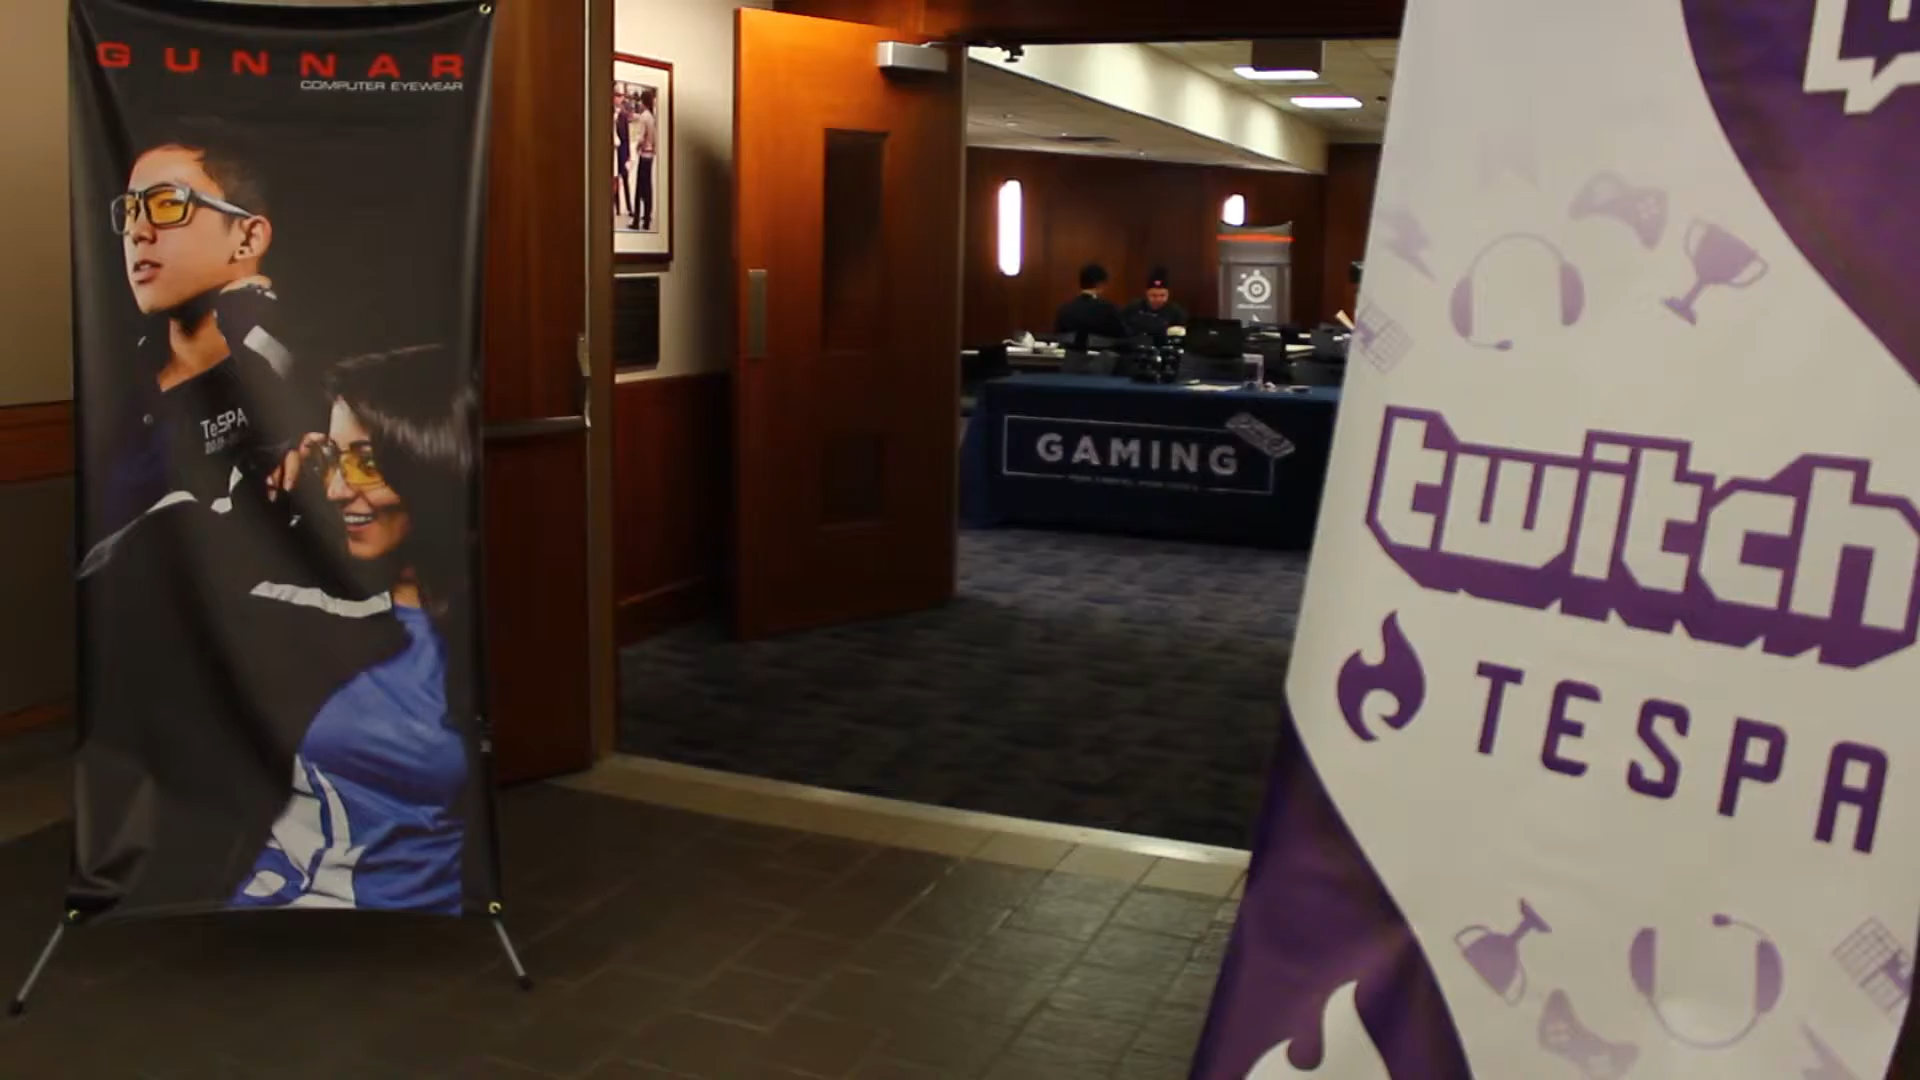 GUNNAR
COMPUTER EYEWEAR
TeSPA
GAMING
twitch
TESPA